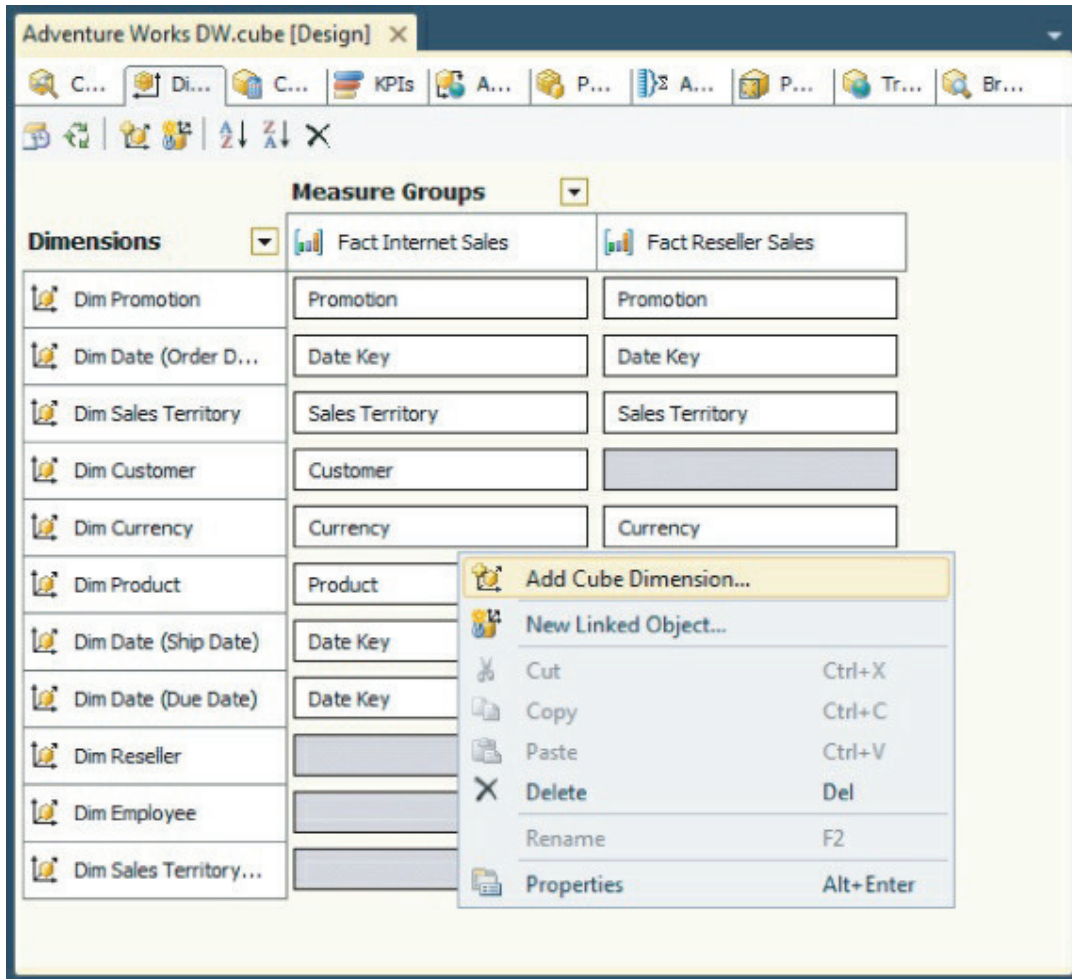 Adventure Works DW.cube [Design]
C... Di... C... KPIs A... P... A... P... Tr... Br...
Measure Groups
Dimensions Fact Internet Sales Fact Reseller Sales
Dim Promotion Promotion Promotion
Dim Date (Order D... Date Key Date Key
Dim Sales Territory Sales Territory Sales Territory
Dim Customer Customer
Dim Currency Currency Currency
Dim Product Product
Dim Date (Ship Date) Date Key
Dim Date (Due Date) Date Key
Dim Reseller
Dim Employee
Dim Sales Territory...
Add Cube Dimension...
New Linked Object...
Cut Ctrl+X
Copy Ctrl+C
Paste Ctrl+V
Delete Del
Rename F2
Properties Alt+Enter